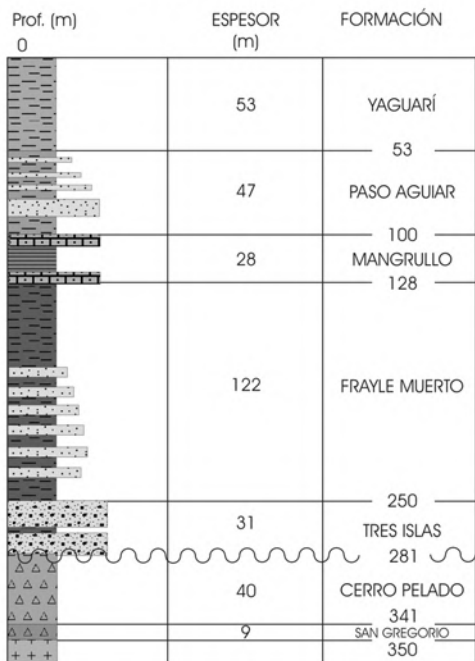 Prof. (m) ESPESOR FORMACIÓN
0 (m)
53 YAGUARÍ
53
47 PASO AGUIAR
100
28 MANGRULLO
128
122 FRAYLE MUERTO
250
31 TRES ISLAS
281
40 CERRO PELADO
341
9 SAN GREGORIO
350